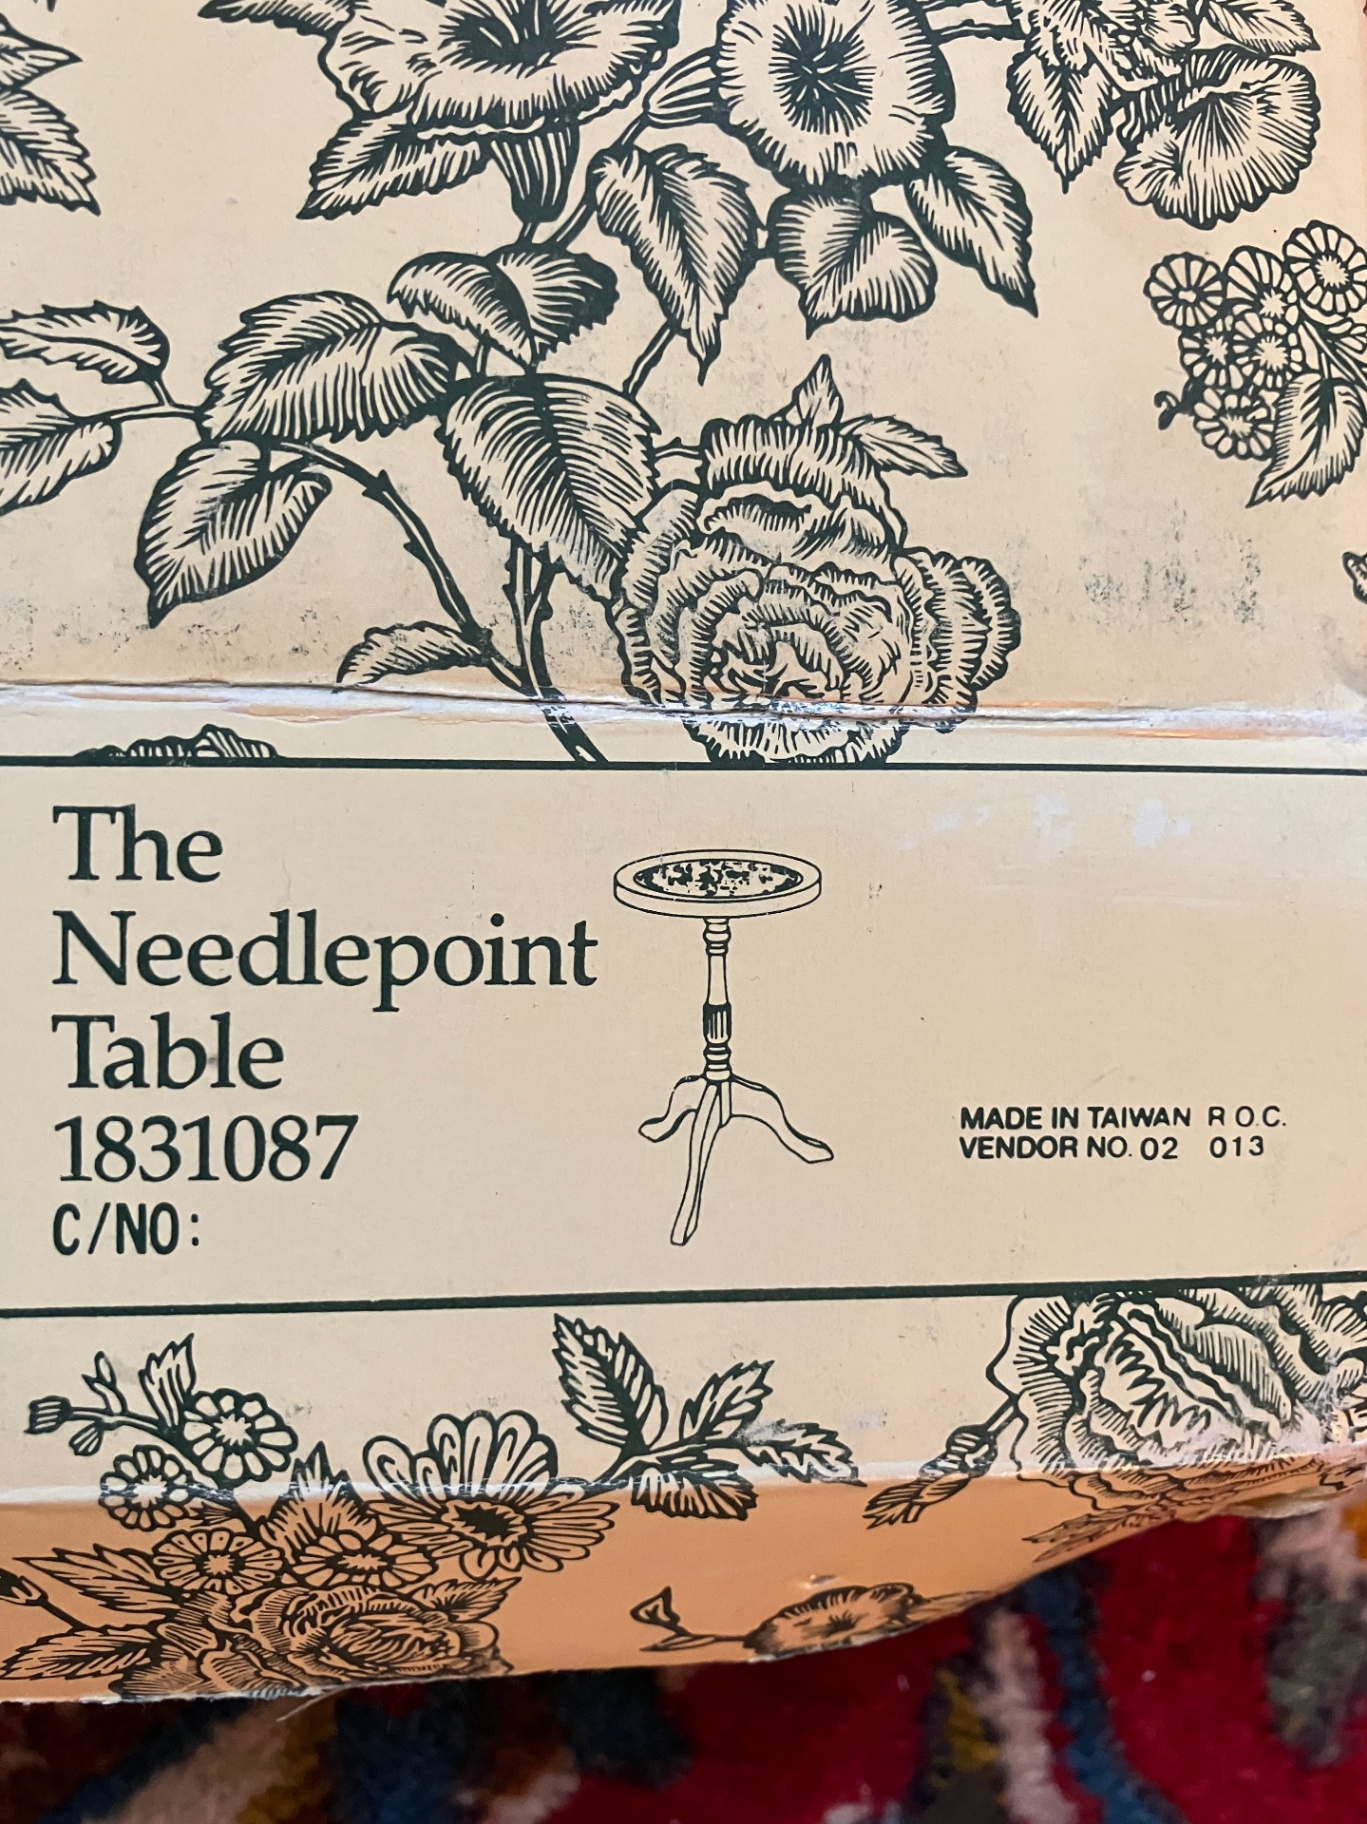 The
Needlepoint
Table
1831087
C/NO:
MADE IN TAIWAN R O.C.
VENDOR NO. 02 013